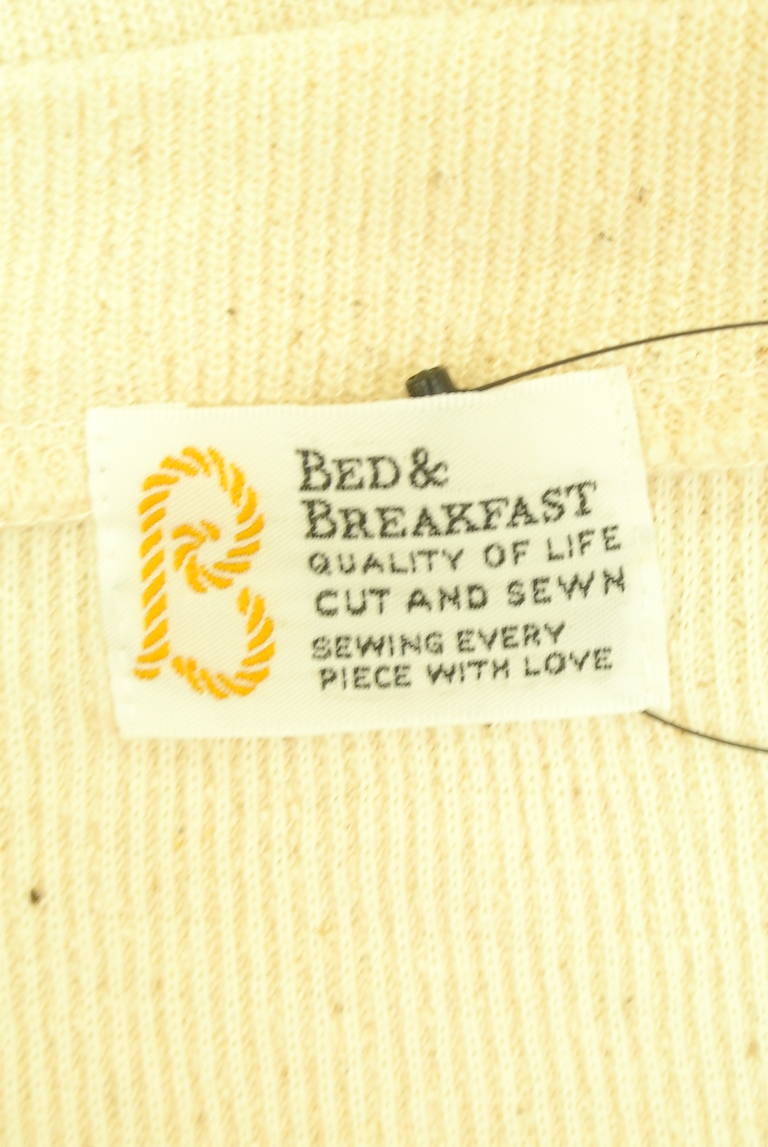 BED &
BREAKFAST
QUALITY OF LIFE
CUT AND SEWN
SEWING EVERY
PIECE WITH LOVE